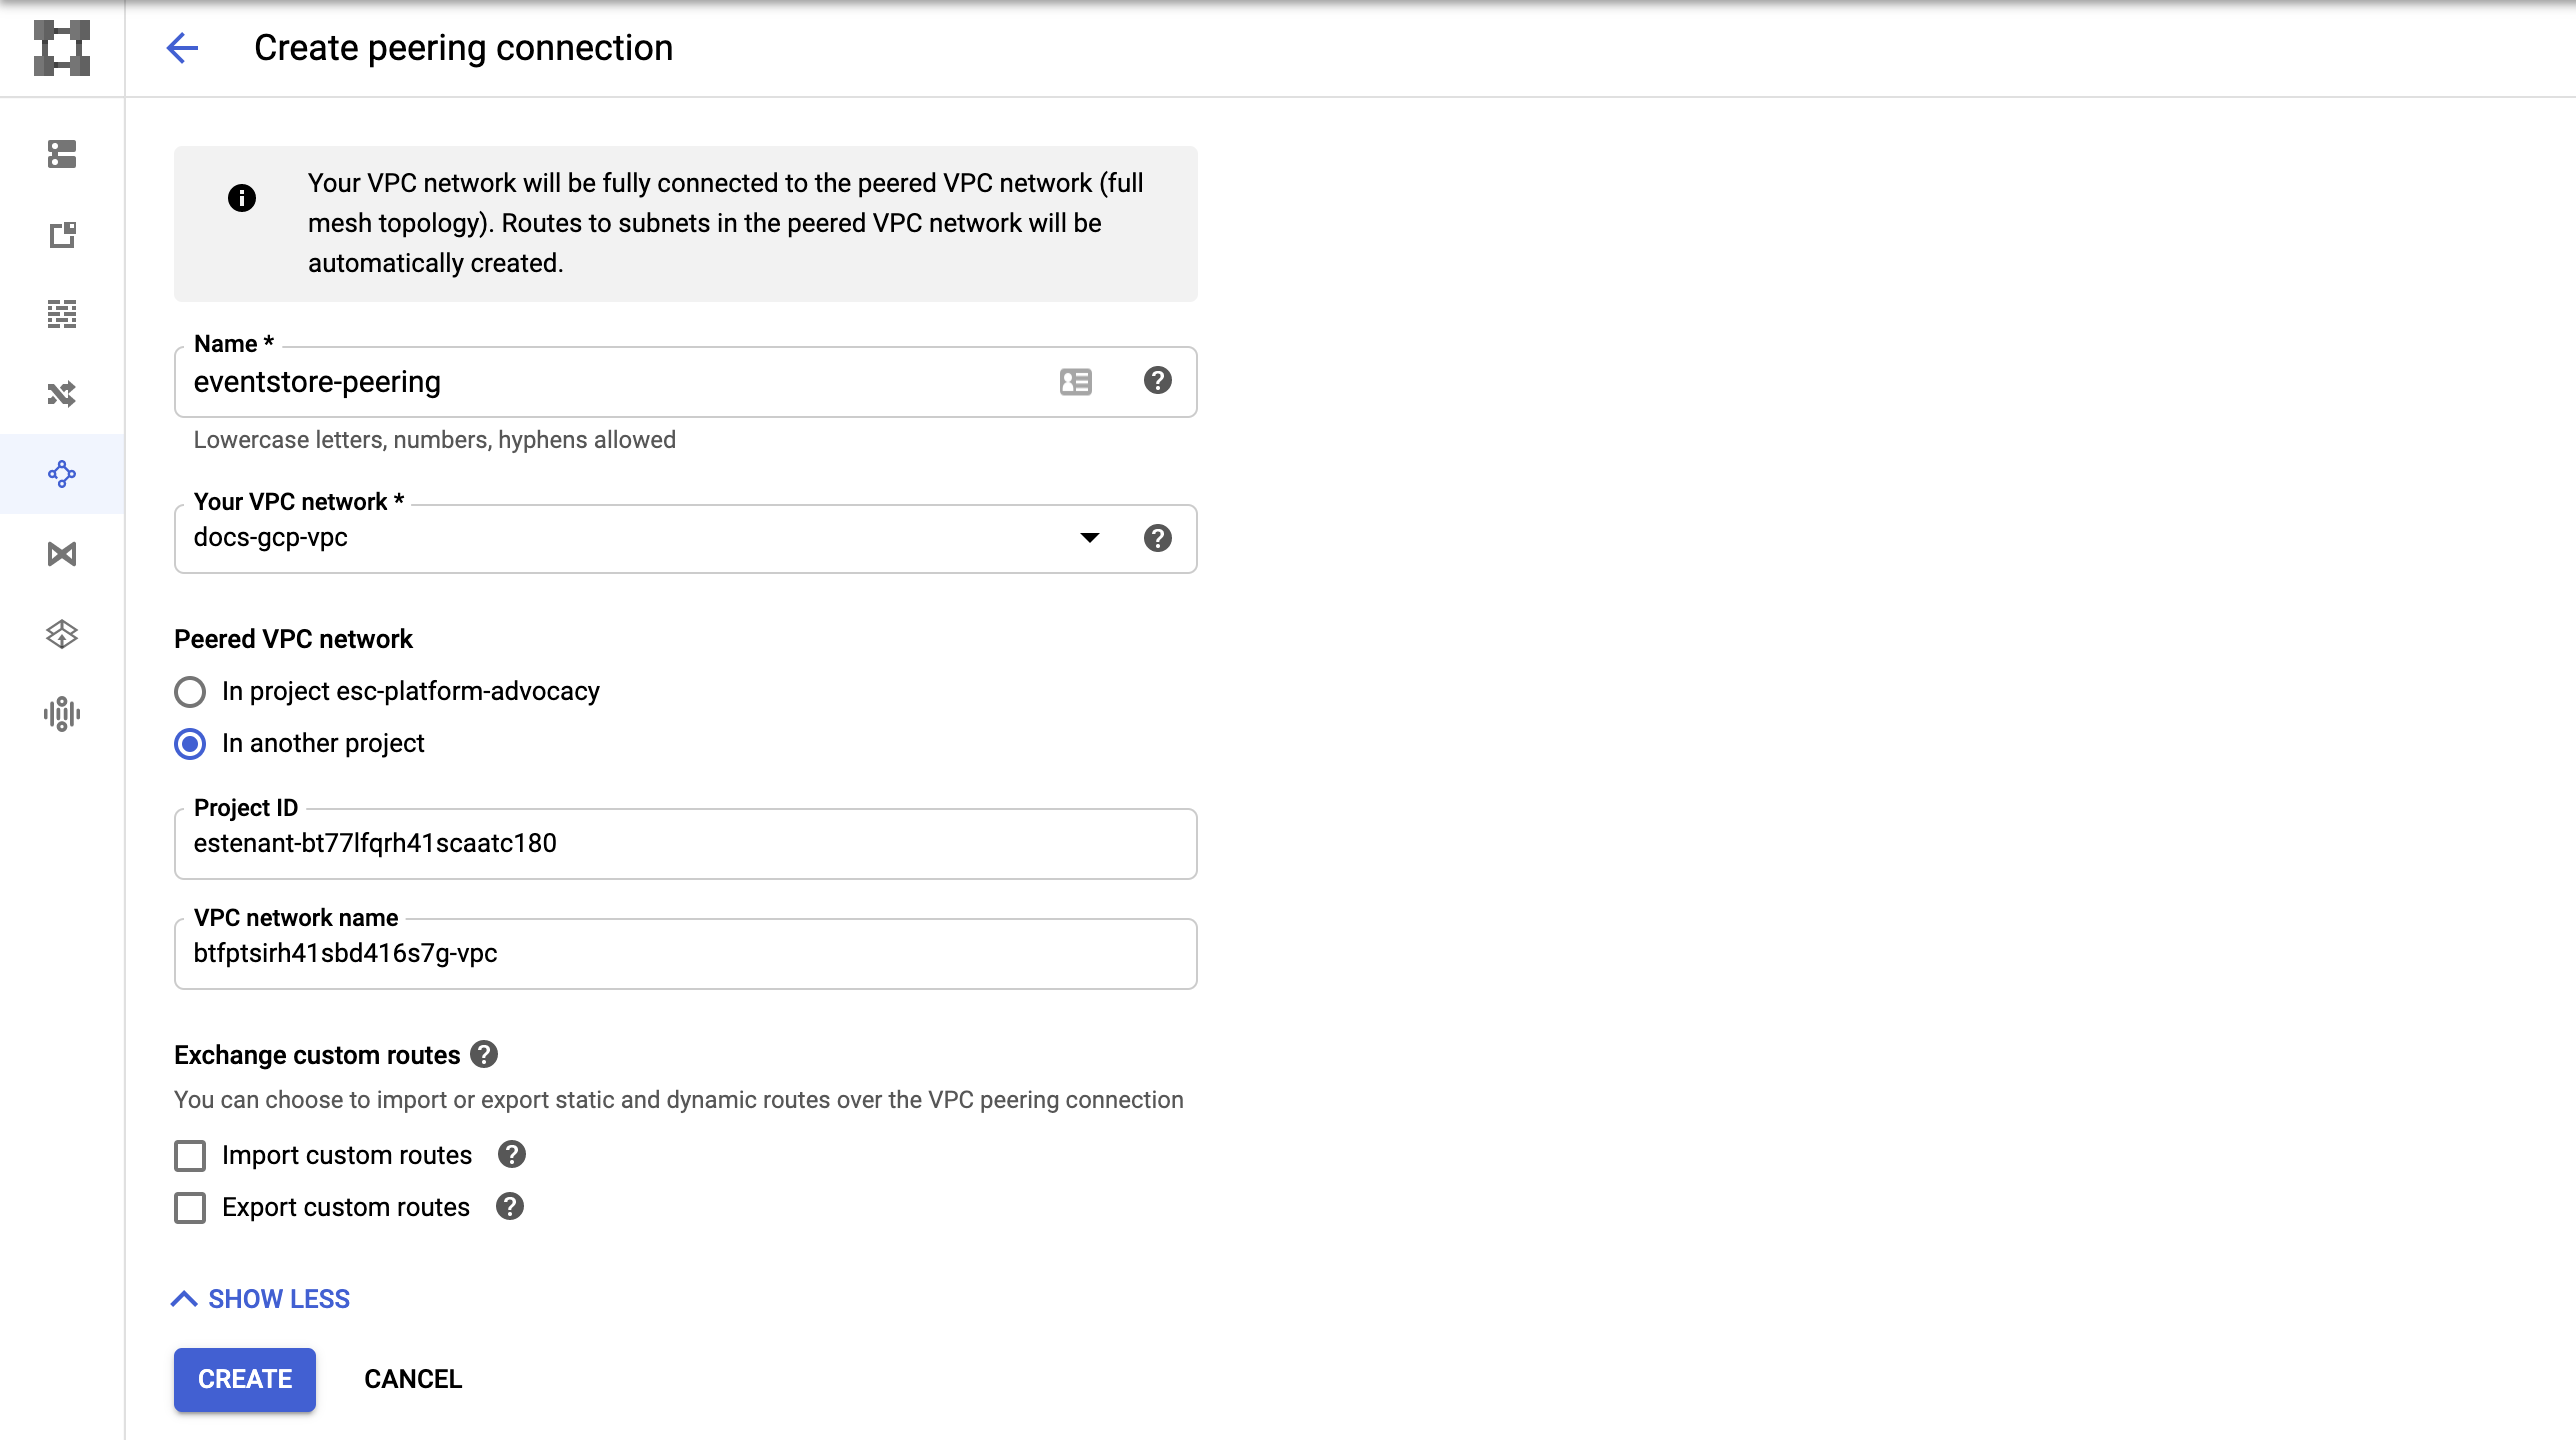 Create peering connection
Your VPC network will be fully connected to the peered VPC network (full
mesh topology). Routes to subnets in the peered VPC network will be
automatically created.
Name *
eventstore-peering
Lowercase letters, numbers, hyphens allowed
Your VPC network *
docs-gcp-vpc
Peered VPC network
In project esc-platform-advocacy
In another project
Project ID
estenant-bt77lfqrh41scaatc180
VPC network name
btfptsirh41sbd416s7g-vpc
Exchange custom routes
You can choose to import or export static and dynamic routes over the VPC peering connection
Import custom routes
Export custom routes
SHOW LESS
CREATE CANCEL